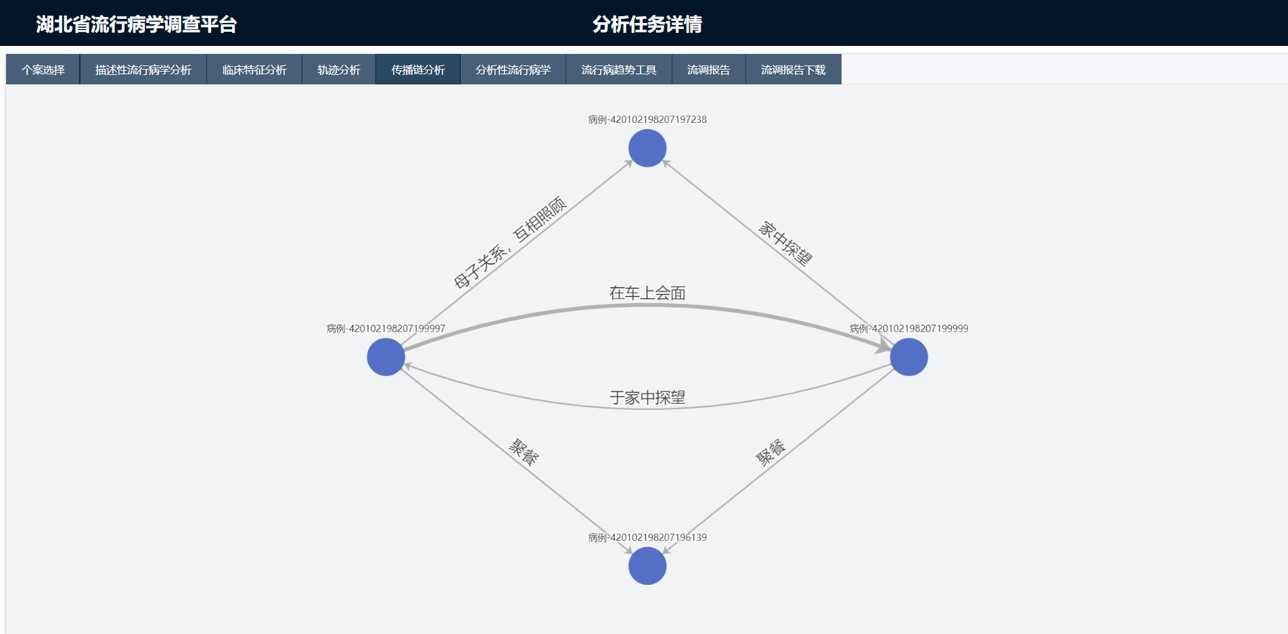 湖北省流行病学调查平台
分析任务详情
个案选择
描述性流行病学分析
临床特征分析
轨迹分析
传播链分析
分析性流行病学
流行病趋势工具
流调报告
流调报告下载
病例-420102198207197238
母子关系，互相照顾
家中探望
在车上会面
病例-420102198207199997
病例-420102198207199999
于家中探望
聚餐
聚餐
病例-420102198207196139